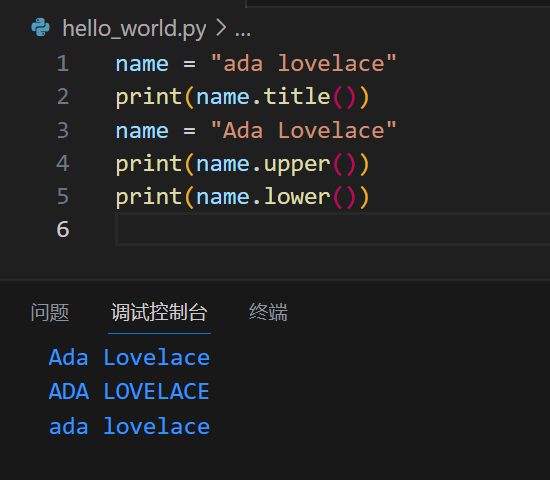 hello_world.py > ...
1 name = "ada lovelace"
2 print(name.title())
3 name = "Ada Lovelace"
4 print(name.upper())
5 print(name.lower())
6
问题 调试控制台 终端
Ada Lovelace
ADA LOVELACE
ada lovelace